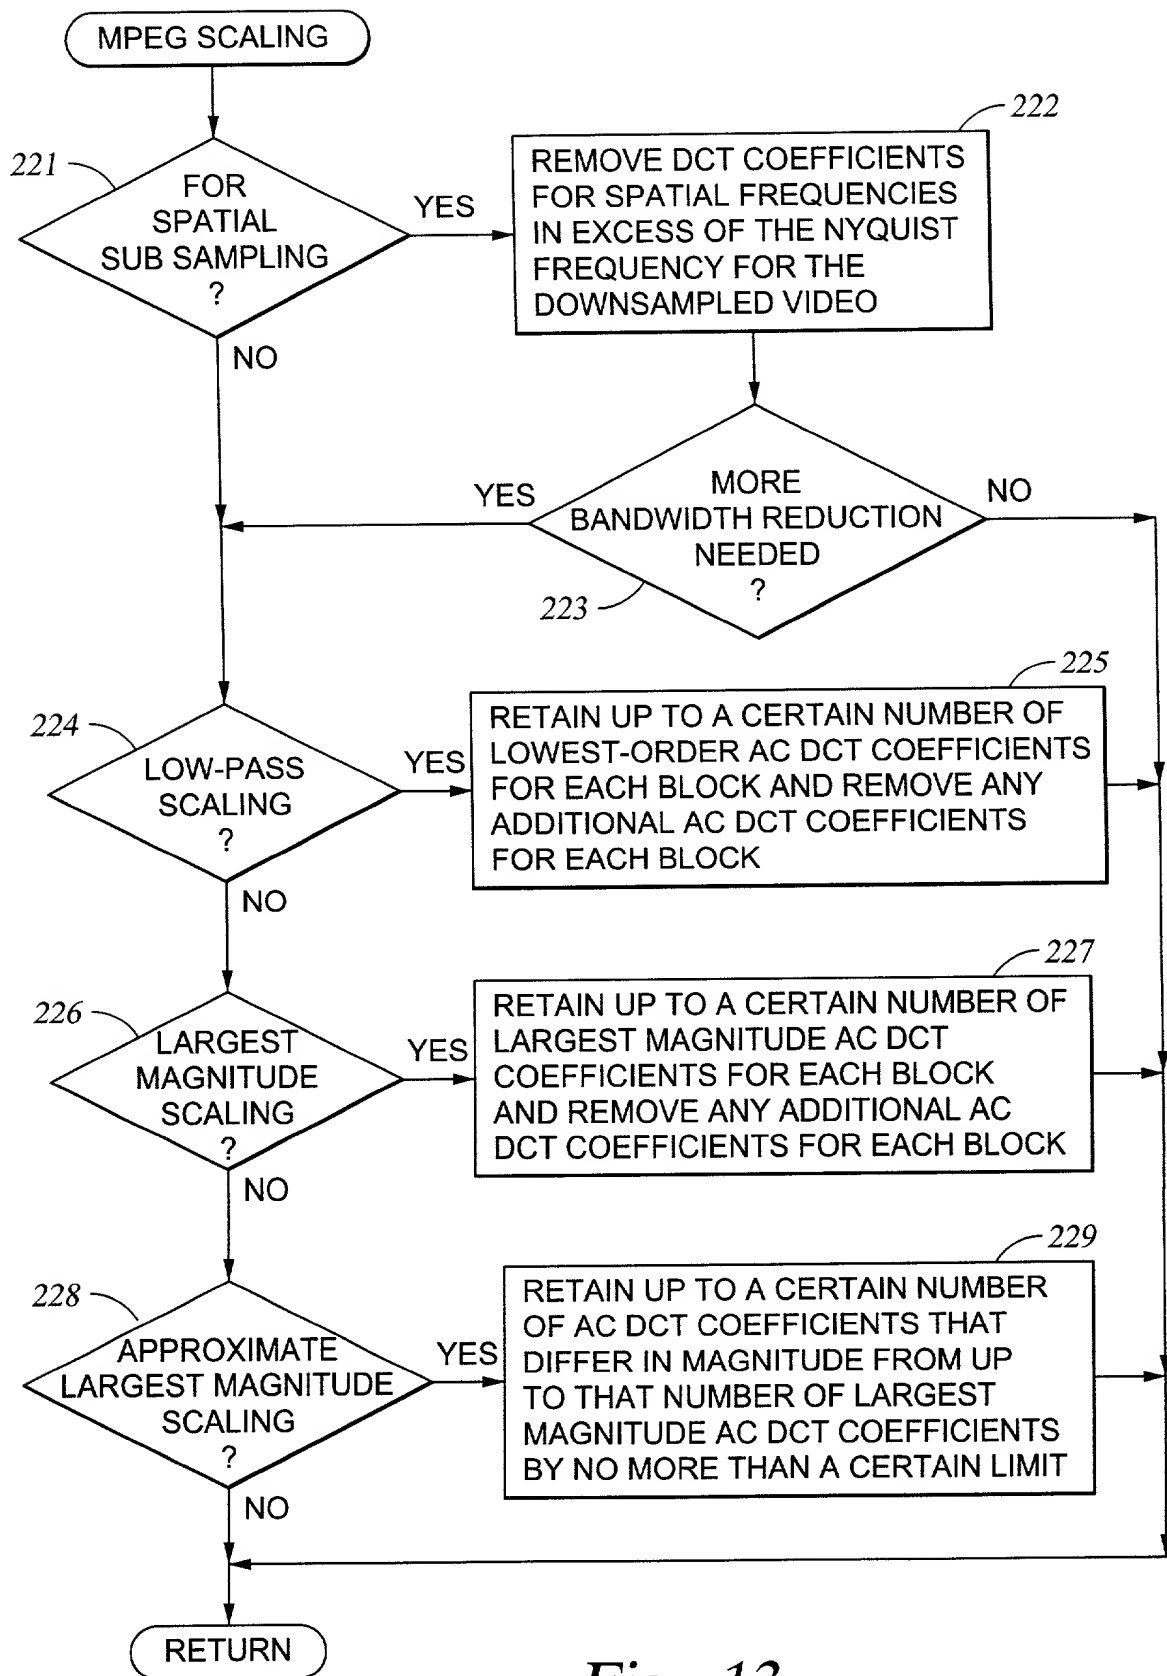 MPEG SCALING
221
FOR
SPATIAL
SUB SAMPLING
?
YES
NO
222
REMOVE DCT COEFFICIENTS
FOR SPATIAL FREQUENCIES
IN EXCESS OF THE NYQUIST
FREQUENCY FOR THE
DOWNSAMPLED VIDEO
YES
MORE
BANDWIDTH REDUCTION
NEEDED
?
NO
223
224
LOW-PASS
SCALING
?
YES
NO
225
RETAIN UP TO A CERTAIN NUMBER OF
LOWEST-ORDER AC DCT COEFFICIENTS
FOR EACH BLOCK AND REMOVE ANY
ADDITIONAL AC DCT COEFFICIENTS
FOR EACH BLOCK
226
LARGEST
MAGNITUDE
SCALING
?
YES
NO
227
RETAIN UP TO A CERTAIN NUMBER OF
LARGEST MAGNITUDE AC DCT
COEFFICIENTS FOR EACH BLOCK
AND REMOVE ANY ADDITIONAL AC
DCT COEFFICIENTS FOR EACH BLOCK
228
APPROXIMATE
LARGEST MAGNITUDE
SCALING
?
YES
NO
229
RETAIN UP TO A CERTAIN NUMBER
OF AC DCT COEFFICIENTS THAT
DIFFER IN MAGNITUDE FROM UP
TO THAT NUMBER OF LARGEST
MAGNITUDE AC DCT COEFFICIENTS
BY NO MORE THAN A CERTAIN LIMIT
RETURN